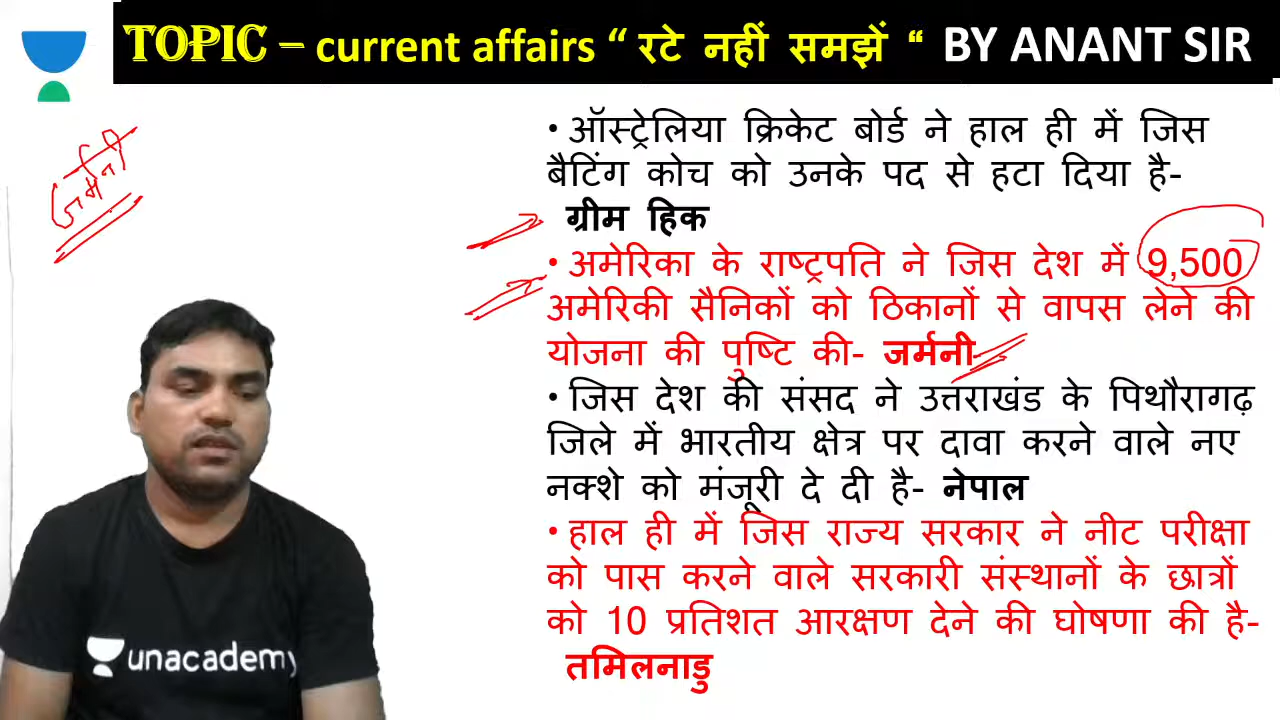 TOPIC – current affairs “ रटे नहीं समझें “ BY ANANT SIR
जर्मनी
• ऑस्ट्रेलिया क्रिकेट बोर्ड ने हाल ही में जिस
बैटिंग कोच को उनके पद से हटा दिया है-
ग्रीम हिक
• अमेरिका के राष्ट्रपति ने जिस देश में 9,500
अमेरिकी सैनिकों को ठिकानों से वापस लेने की
योजना की पुष्टि की- जर्मनी
• जिस देश की संसद ने उत्तराखंड के पिथौरागढ़
जिले में भारतीय क्षेत्र पर दावा करने वाले नए
नक्शे को मंजूरी दे दी है- नेपाल
• हाल ही में जिस राज्य सरकार ने नीट परीक्षा
को पास करने वाले सरकारी संस्थानों के छात्रों
को 10 प्रतिशत आरक्षण देने की घोषणा की है-
तमिलनाडु
unacademy